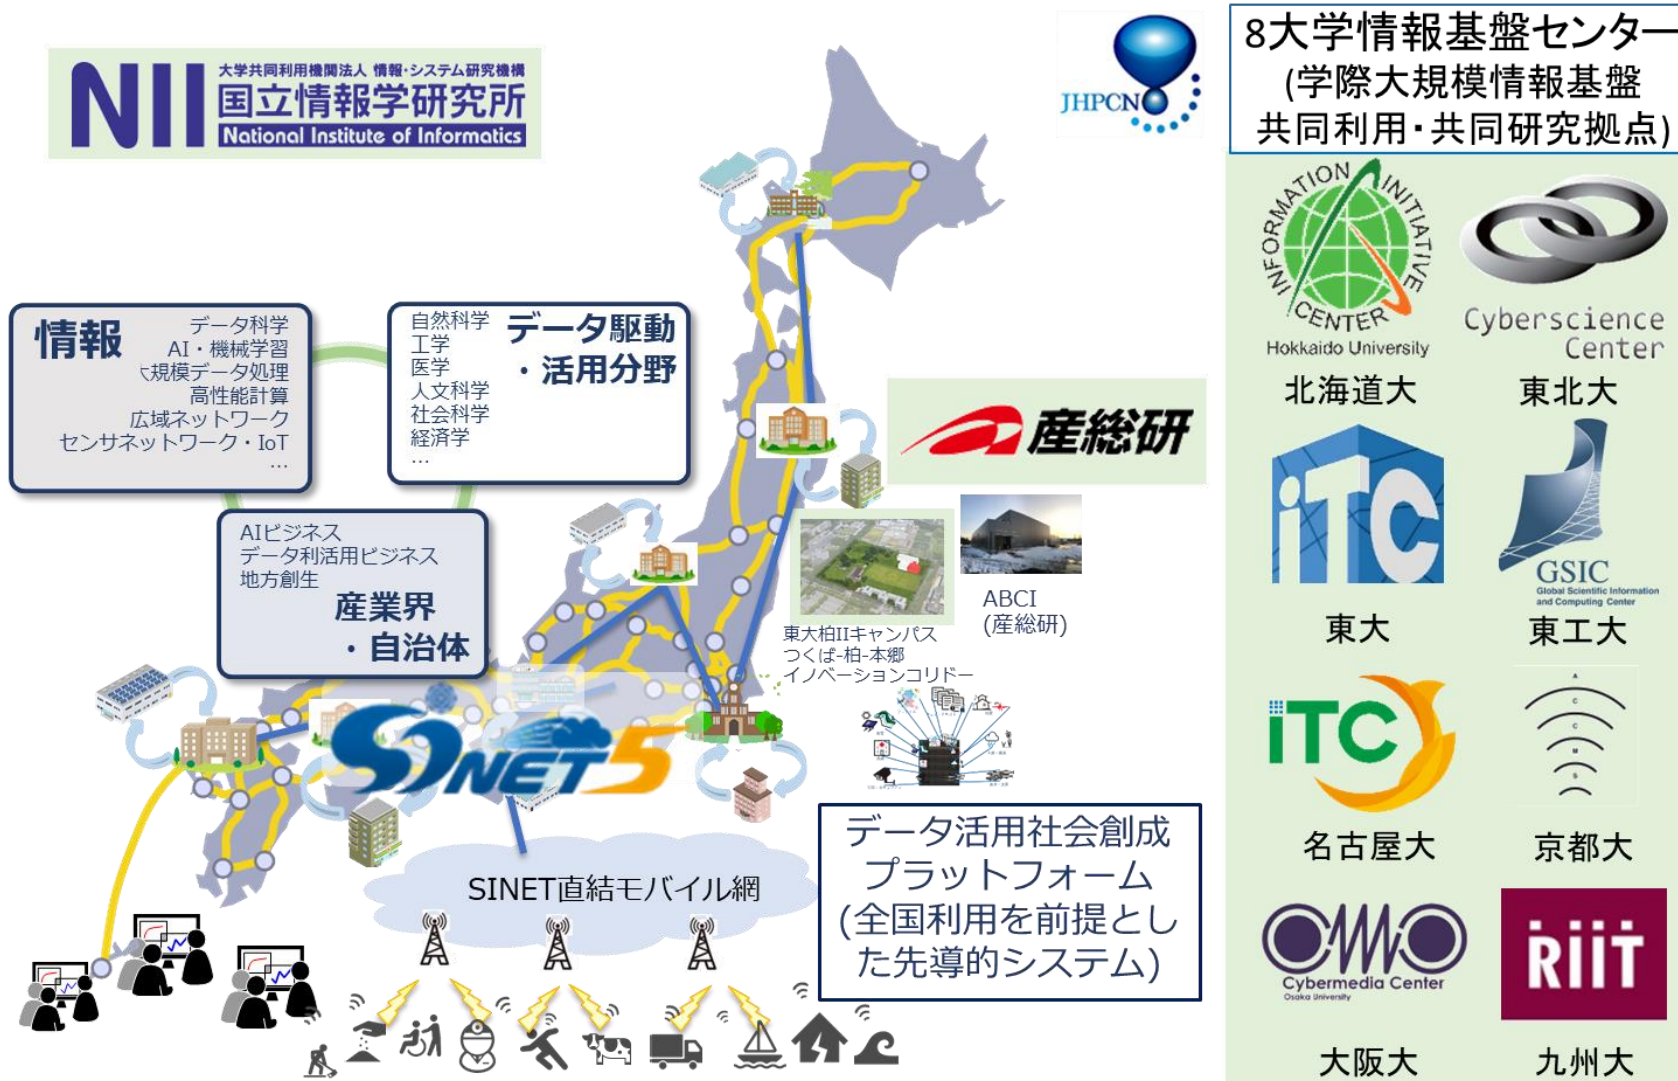 NII
大学共同利用機関法人 情報・システム研究機構
国立情報学研究所
National Institute of Informatics
JHPCN
8大学情報基盤センター
(学際大規模情報基盤
共同利用・共同研究拠点)
INFORMATION INITIATIVE CENTER
Hokkaido University
北海道大
Cyberscience
Center
東北大
情報
データ科学
AI・機械学習
大規模データ処理
高性能計算
広域ネットワーク
センサネットワーク・IoT
…
自然科学
工学
医学
人文科学
社会科学
経済学
…
データ駆動
・活用分野
AIビジネス
データ利活用ビジネス
地方創生
産業界
・自治体
産総研
ABCI
(産総研)
東大柏IIキャンパス
つくば-柏-本郷
イノベーションコリドー
iTC
東大
GSIC
Global Scientific Information
and Computing Center
東工大
SINET5
iTC
名古屋大
A
C
C
M
S
京都大
データ活用社会創成
プラットフォーム
(全国利用を前提とし
た先導的システム)
SINET直結モバイル網
Cybermedia Center
Osaka University
大阪大
RIIT
九州大